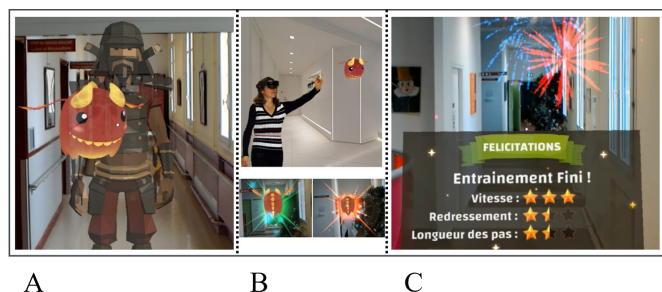 FELICITATIONS
Entrainement Fini !
Vitesse :
Redressement :
Longueur des pas :
A
B
C